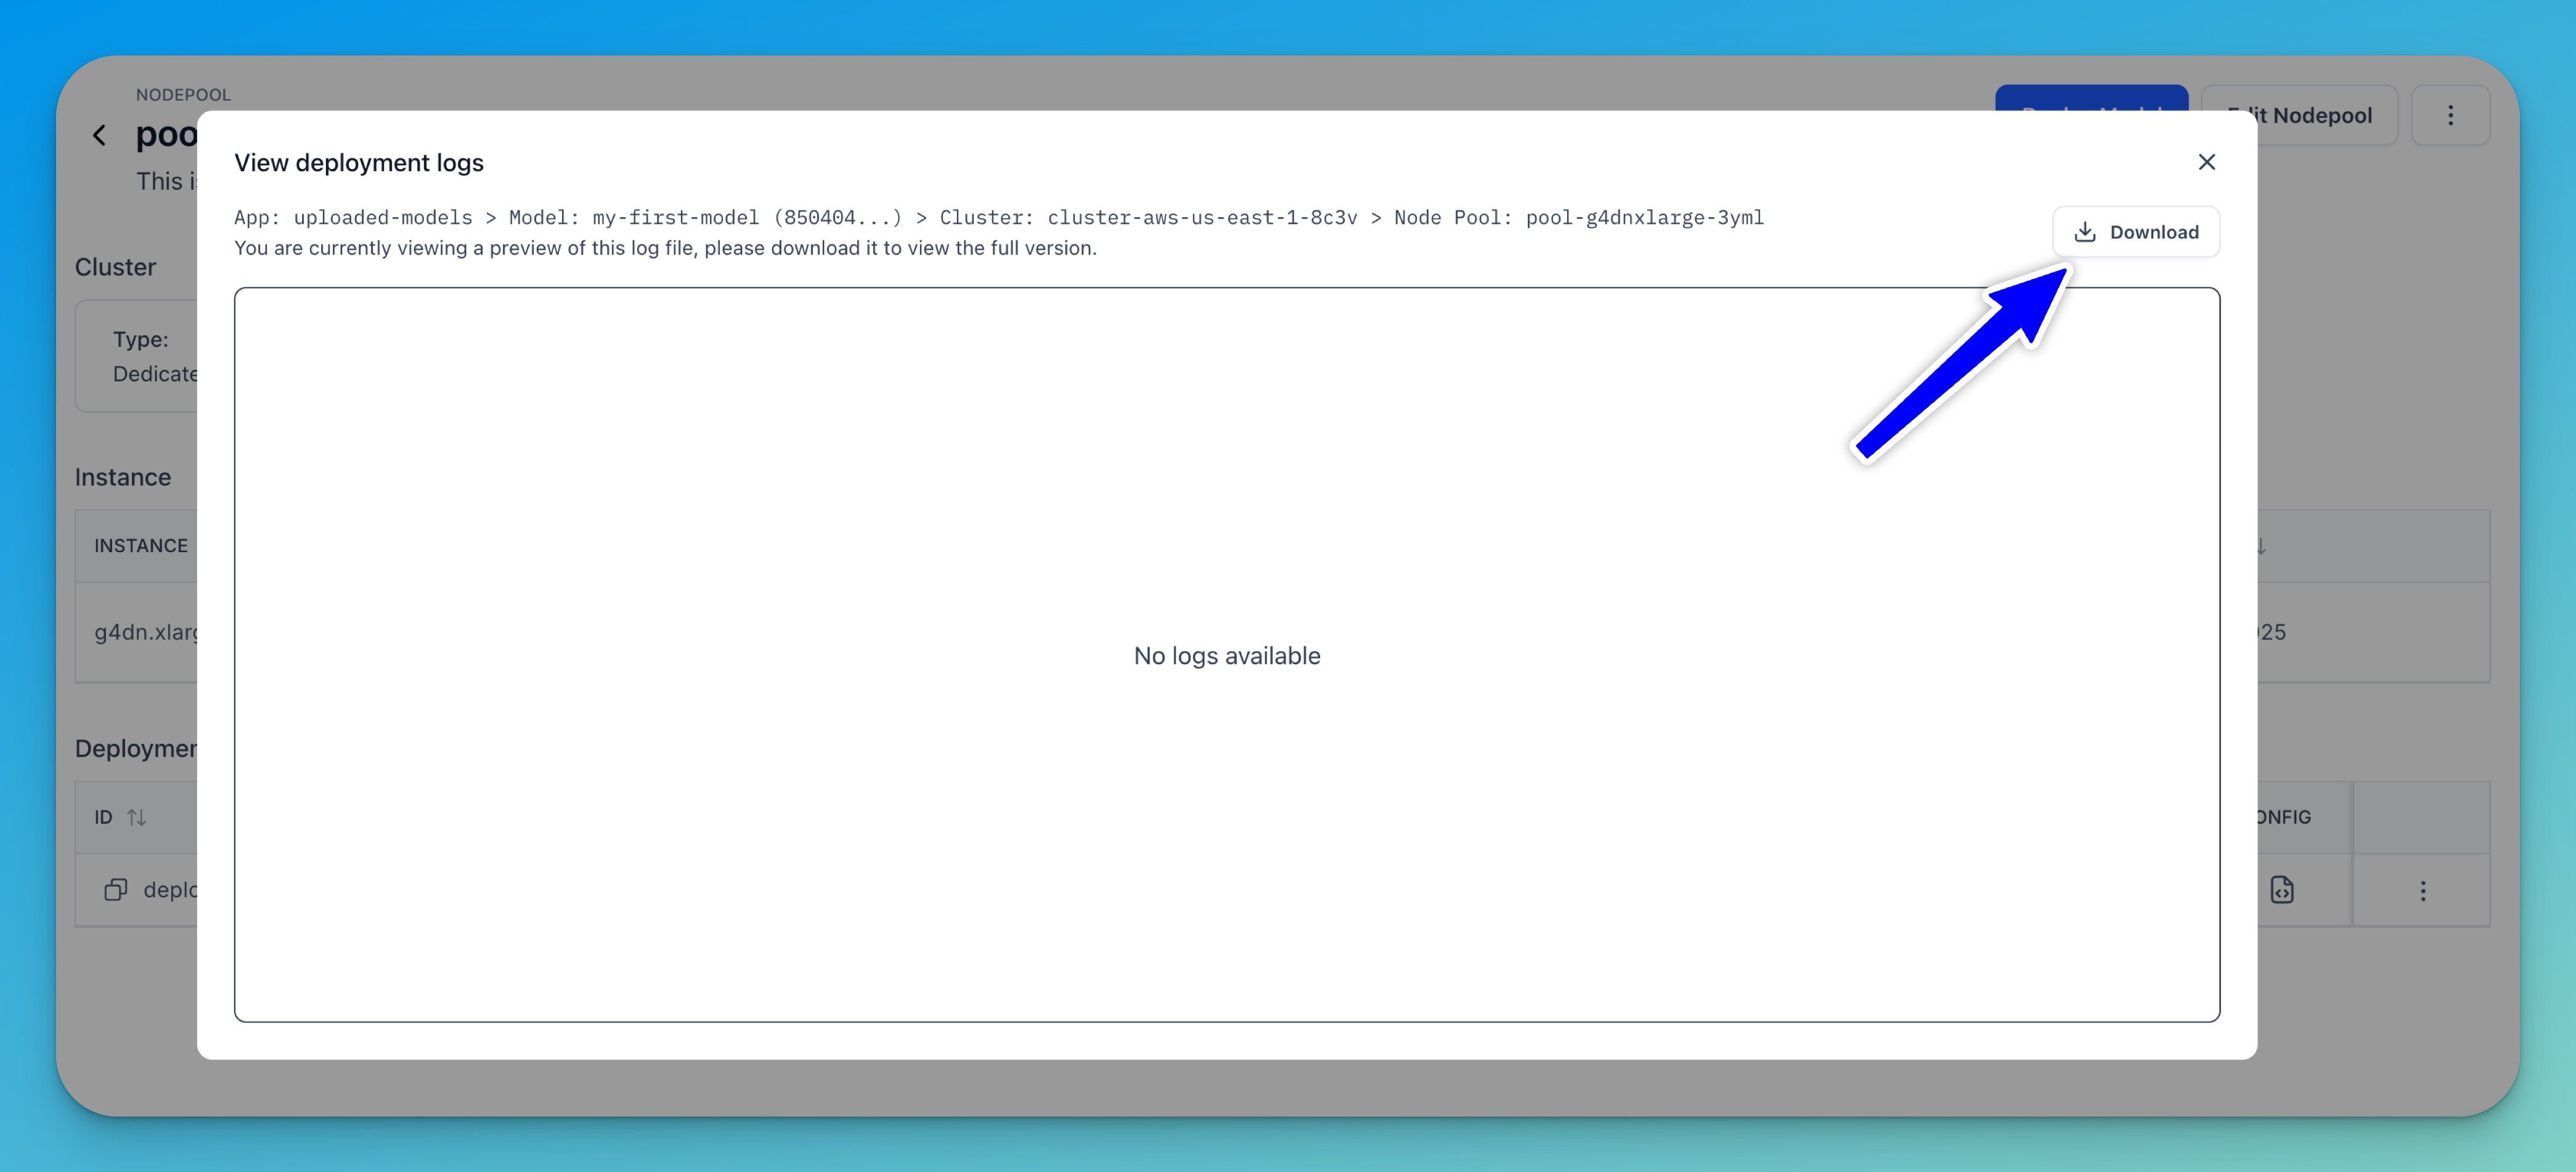 NODEPOOL
poo
This i
Edit Nodepool
View deployment logs
App: uploaded-models > Model: my-first-model (850404...) > Cluster: cluster-aws-us-east-1-8c3v > Node Pool: pool-g4dnxlarge-3yml
You are currently viewing a preview of this log file, please download it to view the full version.
Download
Cluster
Type:
Dedicate
No logs available
Instance
INSTANCE
g4dn.xlarg
25
Deploymen
ID
ONFIG
deplo